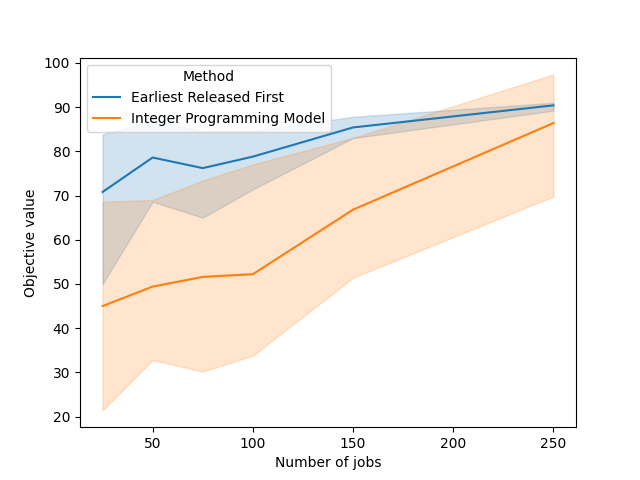 100
90
80
70
60
50
40
30
20
Objective value
Method
Earliest Released First
Integer Programming Model
50
100
150
200
250
Number of jobs